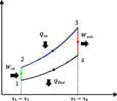 3
Q_in
W_out
W_in
2
4
1
Q_out
s₁ = s₂
s₃ = s₄